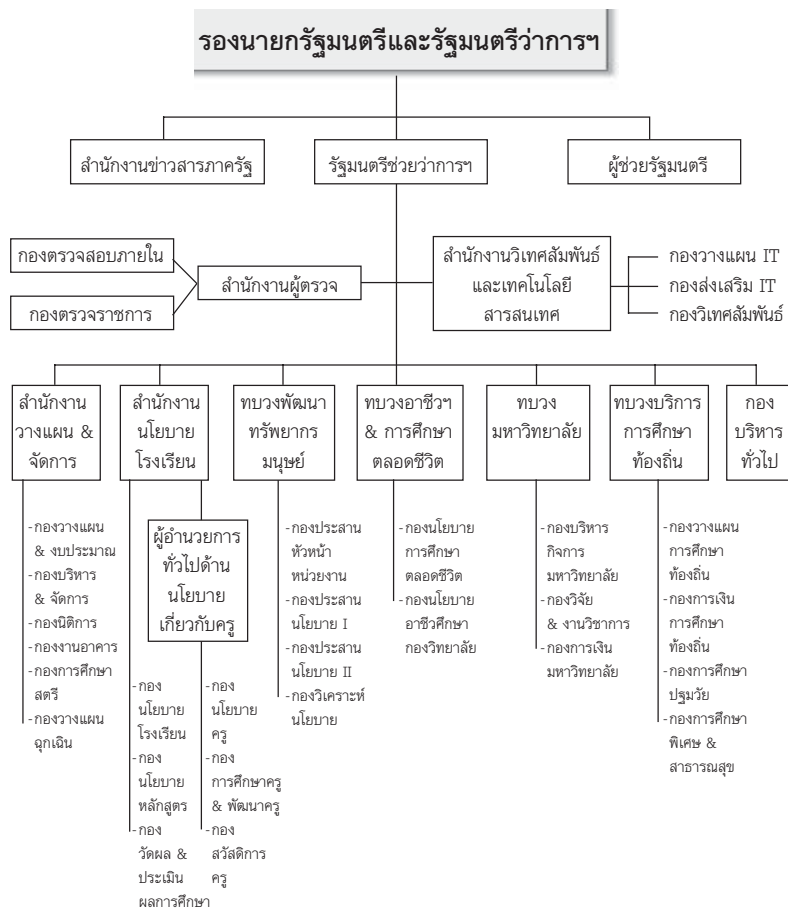 รองนายกรัฐมนตรีและรัฐมนตรีว่าการฯ
สำนักงานข่าวสารภาครัฐ
รัฐมนตรีช่วยว่าการฯ
ผู้ช่วยรัฐมนตรี
กองตรวจสอบภายใน
กองตรวจราชการ
สำนักงานผู้ตรวจ
สำนักงานวิเทศสัมพันธ์
และเทคโนโลยี
สารสนเทศ
กองวางแผน IT
กองส่งเสริม IT
กองวิเทศสัมพันธ์
สำนักงาน
วางแผน &
จัดการ
-กองวางแผน
& งบประมาณ
-กองบริหาร
& จัดการ
-กองนิติการ
-กองงานอาคาร
-กองการศึกษา
สตรี
-กองวางแผน
ฉุกเฉิน
สำนักงาน
นโยบาย
โรงเรียน
ผู้อำนวยการ
ทั่วไปด้าน
นโยบาย
เกี่ยวกับครู
-กอง
นโยบาย
โรงเรียน
-กอง
นโยบาย
หลักสูตร
-กอง
วัดผล &
ประเมิน
ผลการศึกษา
-กอง
นโยบาย
ครู
-กอง
การศึกษาครู
& พัฒนาครู
-กอง
สวัสดิการ
ครู
ทบวงพัฒนา
ทรัพยากร
มนุษย์
-กองประสาน
หัวหน้า
หน่วยงาน
-กองประสาน
นโยบาย I
-กองประสาน
นโยบาย II
-กองวิเคราะห์
นโยบาย
ทบวงอาชีวฯ
& การศึกษา
ตลอดชีวิต
-กองนโยบาย
การศึกษา
ตลอดชีวิต
-กองนโยบาย
อาชีวศึกษา
กองวิทยาลัย
ทบวง
มหาวิทยาลัย
-กองบริหาร
กิจการ
มหาวิทยาลัย
-กองวิจัย
& งานวิชาการ
-กองการเงิน
มหาวิทยาลัย
ทบวงบริการ
การศึกษา
ท้องถิ่น
-กองวางแผน
การศึกษา
ท้องถิ่น
-กองการเงิน
การศึกษา
ท้องถิ่น
-กองการศึกษา
ปฐมวัย
-กองการศึกษา
พิเศษ &
สาธารณสุข
กอง
บริหาร
ทั่วไป